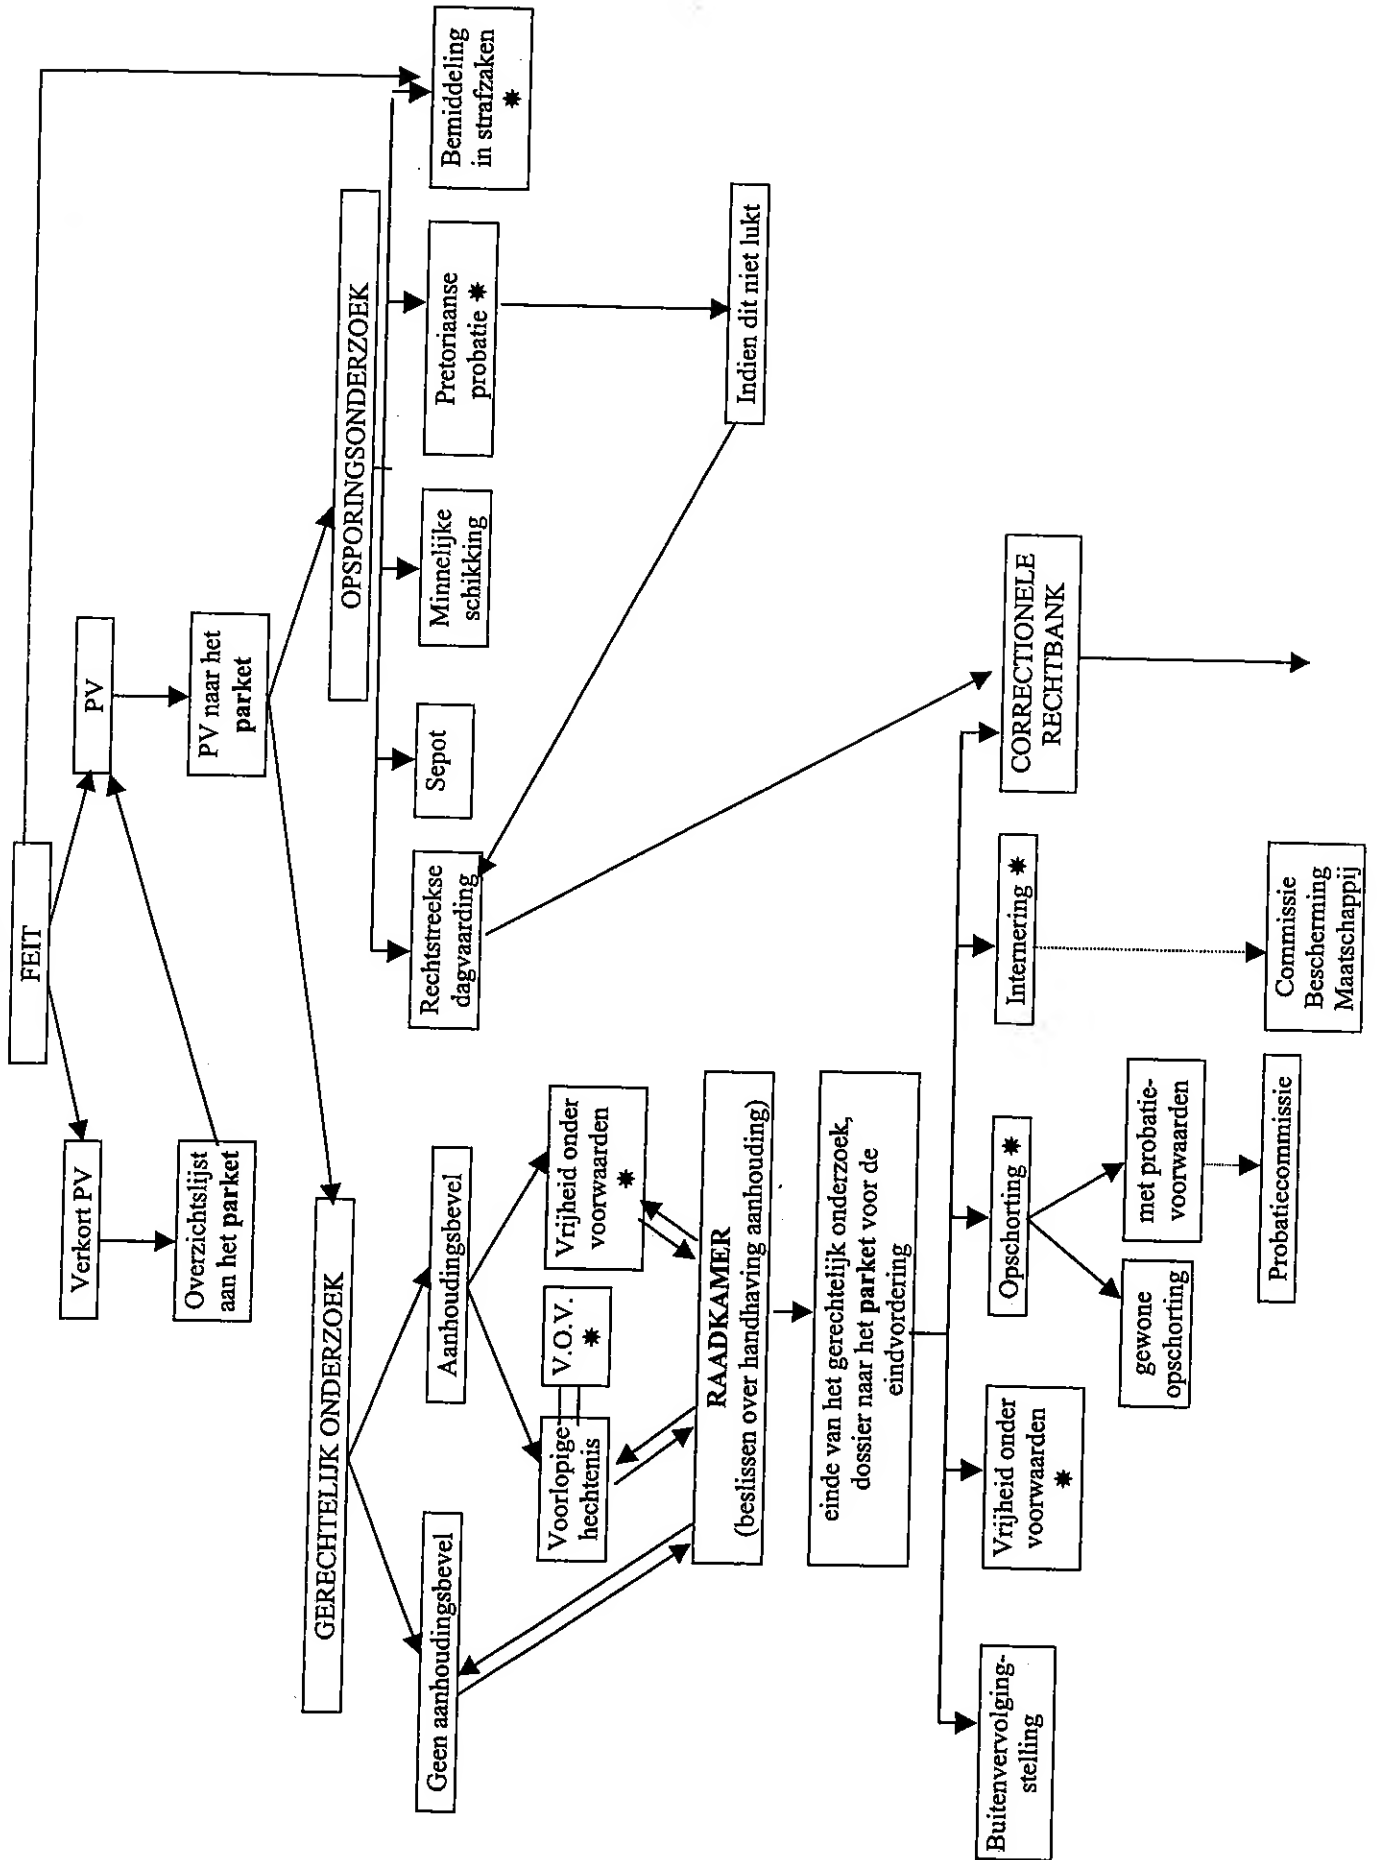 FEIT
Verkort PV
PV
Overzichtslijst
aan het parket
PV naar het
parket
GERECHTELIJK ONDERZOEK
OPSPORINGSONDERZOEK
Geen aanhoudingsbevel
Aanhoudingsbevel
Rechtstreekse
dagvaarding
Sepot
Minnelijke
schikking
Pretoriaanse
probatie ✷
Bemiddeling
in strafzaken
✷
Voorlopige
hechtenis
V.O.V.
✷
Vrijheid onder
voorwaarden
✷
RAADKAMER
(beslissen over handhaving aanhouding)
Indien dit niet lukt
einde van het gerechtelijk onderzoek,
dossier naar het parket voor de
eindvordering
Buitenvervolging-
stelling
Vrijheid onder
voorwaarden
✷
Opschorting ✷
Internering ✷
CORRECTIONELE
RECHTBANK
gewone
opschorting
met probatie-
voorwaarden
Probatiecommissie
Commissie
Bescherming
Maatschappij